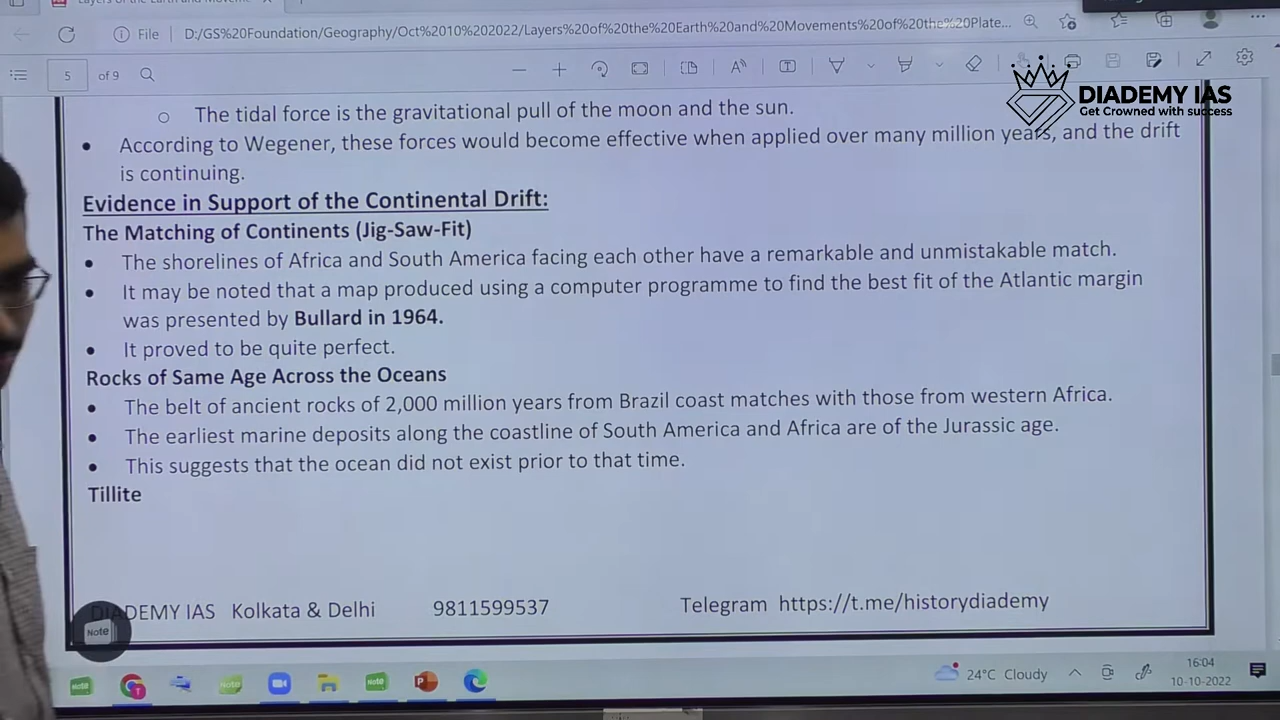 5 of 9
File D:/GS%20Foundation/Geography/Oct%2010%202022/Layers%20of%20the%20Earth%20and%20Movements%20of%20the%20Plate...
DIADEMY IAS
Get Crowned with success
The tidal force is the gravitational pull of the moon and the sun.
According to Wegener, these forces would become effective when applied over many million years, and the drift
is continuing.
Evidence in Support of the Continental Drift:
The Matching of Continents (Jig-Saw-Fit)
The shorelines of Africa and South America facing each other have a remarkable and unmistakable match.
It may be noted that a map produced using a computer programme to find the best fit of the Atlantic margin
was presented by Bullard in 1964.
It proved to be quite perfect.
Rocks of Same Age Across the Oceans
The belt of ancient rocks of 2,000 million years from Brazil coast matches with those from western Africa.
The earliest marine deposits along the coastline of South America and Africa are of the Jurassic age.
This suggests that the ocean did not exist prior to that time.
Tillite
DIADEMY IAS Kolkata & Delhi 9811599537 Telegram https://t.me/historydiademy
Note
24°C Cloudy
16:04
10-10-2022